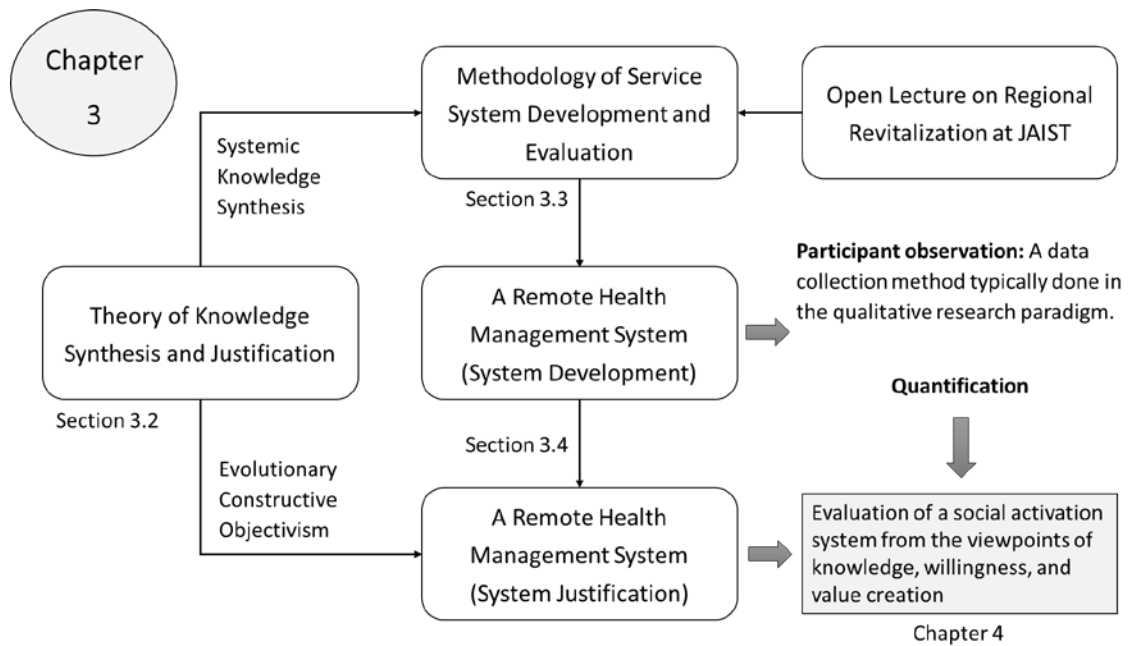 Chapter
3
Methodology of Service
System Development and
Evaluation
Open Lecture on Regional
Revitalization at JAIST
Systemic
Knowledge
Synthesis
Section 3.3
Participant observation: A data
collection method typically done in
the qualitative research paradigm.
Theory of Knowledge
Synthesis and Justification
A Remote Health
Management System
(System Development)
Section 3.2
Quantification
Section 3.4
Evolutionary
Constructive
Objectivism
A Remote Health
Management System
(System Justification)
Evaluation of a social activation
system from the viewpoints of
knowledge, willingness, and
value creation
Chapter 4